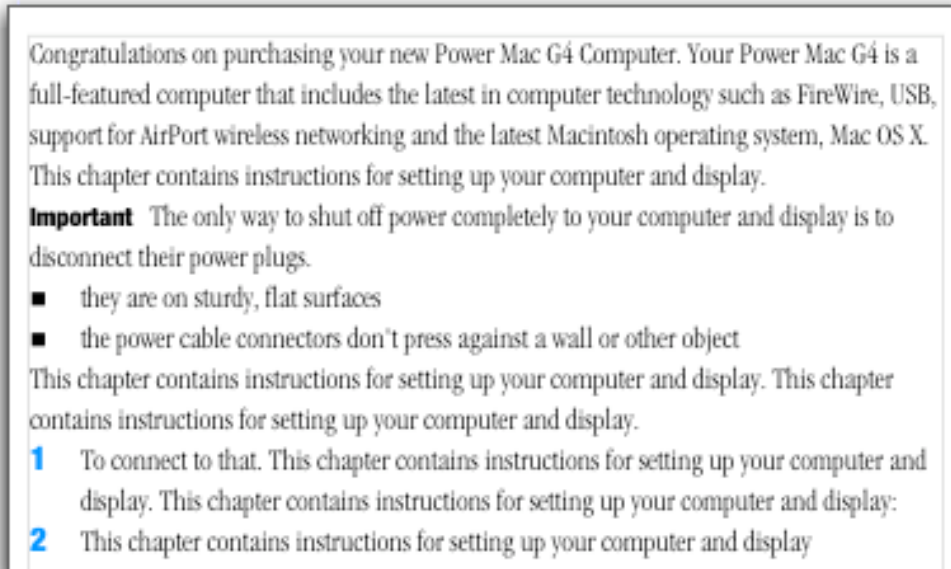 Congratulations on purchasing your new Power Mac G4 Computer. Your Power Mac G4 is a
full-featured computer that includes the latest in computer technology such as FireWire, USB,
support for AirPort wireless networking and the latest Macintosh operating system, Mac OS X.
This chapter contains instructions for setting up your computer and display.
Important The only way to shut off power completely to your computer and display is to
disconnect their power plugs.
■ they are on sturdy, flat surfaces
■ the power cable connectors don't press against a wall or other object
This chapter contains instructions for setting up your computer and display. This chapter
contains instructions for setting up your computer and display.
1 To connect to that. This chapter contains instructions for setting up your computer and
display. This chapter contains instructions for setting up your computer and display:
2 This chapter contains instructions for setting up your computer and display